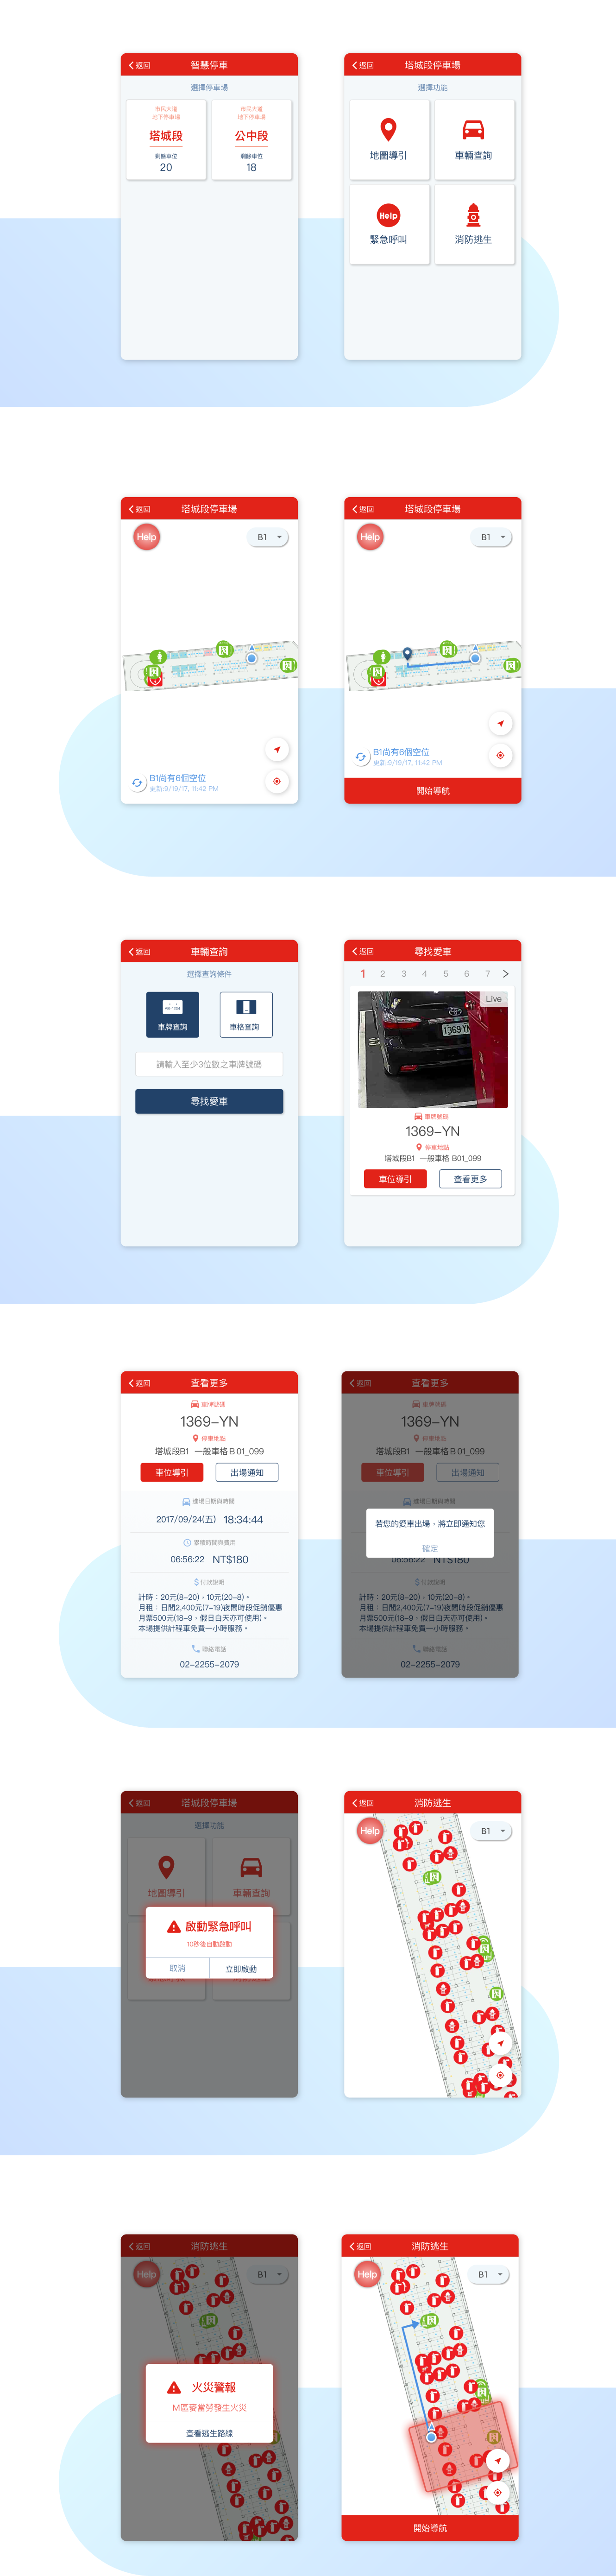 返回
智慧停車
選擇停車場
市民大道
地下停車場
塔城段
剩餘車位
20
市民大道
地下停車場
公中段
剩餘車位
18
返回
塔城段停車場
選擇功能
地圖導引
車輛查詢
Help
緊急呼叫
消防逃生
返回
塔城段停車場
Help
B1
B1尚有6個空位
更新:9/19/17, 11:42 PM
返回
塔城段停車場
Help
B1
B1尚有6個空位
更新:9/19/17, 11:42 PM
開始導航
返回
車輛查詢
選擇查詢條件
車牌查詢
車格查詢
請輸入至少3位數之車牌號碼
尋找愛車
返回
尋找愛車
1 2 3 4 5 6 7
Live
1369 YN
車牌號碼
1369-YN
停車地點
塔城段B1 一般車格 B01_099
車位導引
查看更多
返回
查看更多
車牌號碼
1369-YN
停車地點
塔城段B1 一般車格 B 01_099
車位導引
出場通知
進場日期與時間
2017/09/24(五) 18:34:44
累積時間與費用
06:56:22 NT$180
付款說明
計時：20元(8-20)，10元(20-8)。
月租：日間2,400元(7-19)夜間時段促銷優惠
月票500元(18-9，假日白天亦可使用)。
本場提供計程車免費一小時服務。
聯絡電話
02-2255-2079
返回
查看更多
車牌號碼
1369-YN
停車地點
塔城段B1 一般車格 B 01_099
車位導引
出場通知
進場日期與時間
若您的愛車出場，將立即通知您
確定
06:56:22 NT$180
付款說明
計時：20元(8-20)，10元(20-8)。
月租：日間2,400元(7-19)夜間時段促銷優惠
月票500元(18-9，假日白天亦可使用)。
本場提供計程車免費一小時服務。
聯絡電話
02-2255-2079
返回
塔城段停車場
選擇功能
地圖導引
車輛查詢
啟動緊急呼叫
10秒後自動啟動
取消
立即啟動
返回
消防逃生
Help
B1
返回
消防逃生
Help
B1
火災警報
M區麥當勞發生火災
查看逃生路線
返回
消防逃生
Help
B1
開始導航